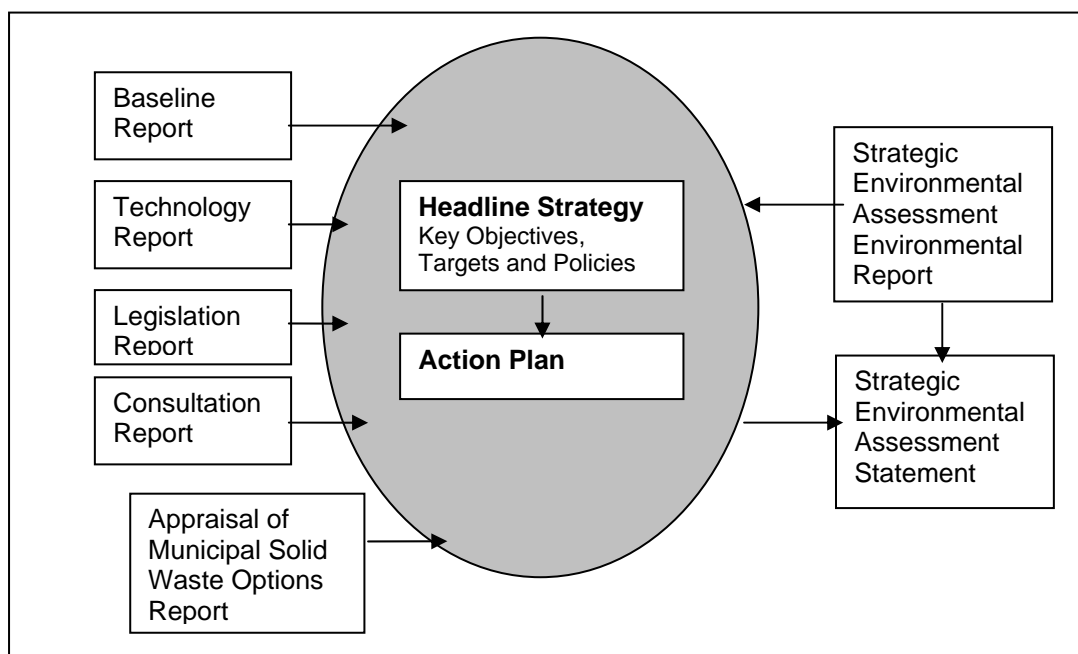 Baseline
Report
Technology
Report
Legislation
Report
Consultation
Report
Appraisal of
Municipal Solid
Waste Options
Report
Headline Strategy
Key Objectives,
Targets and Policies
Action Plan
Strategic
Environmental
Assessment
Environmental
Report
Strategic
Environmental
Assessment
Statement